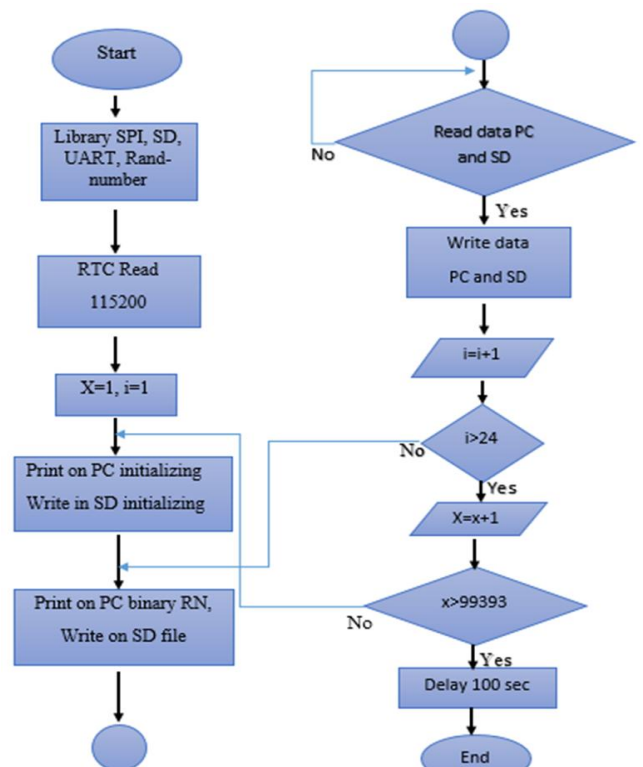 Start
Library SPI, SD,
UART, Rand-
number
RTC Read
115200
X=1, i=1
Print on PC initializing
Write in SD initializing
Print on PC binary RN,
Write on SD file
Read data PC
and SD
No
Yes
Write data
PC and SD
i=i+1
i>24
No
Yes
X=x+1
x>99393
No
Yes
Delay 100 sec
End